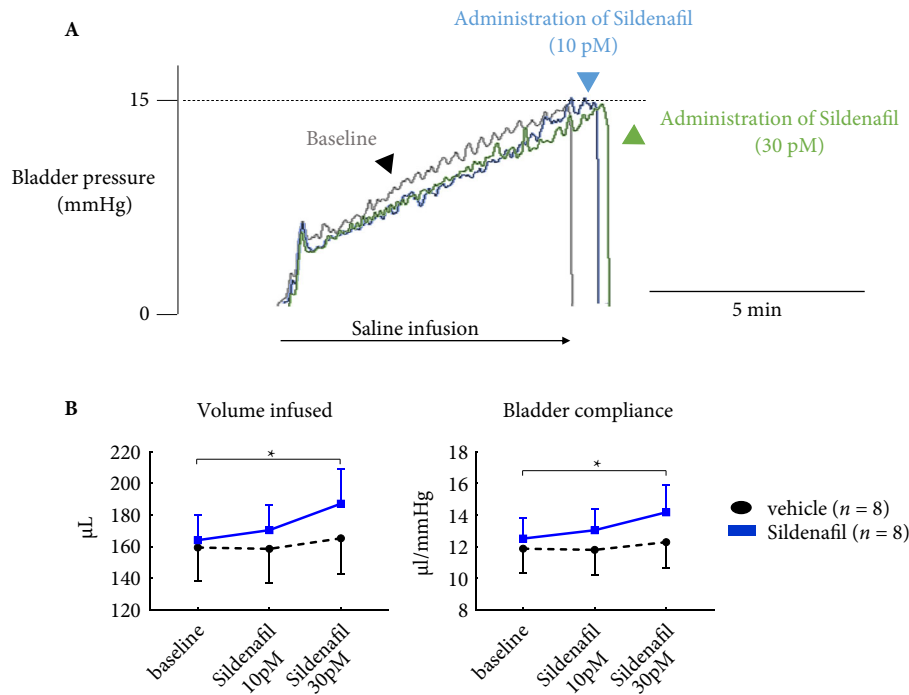 A
Administration of Sildenafil
(10 pM)
15
Baseline
Administration of Sildenafil
(30 pM)
Bladder pressure
(mmHg)
0
Saline infusion
5 min
B
Volume infused
Bladder compliance
220
200
180
160
140
120
μL
*
baseline
Sildenafil
10pM
Sildenafil
30pM
18
16
14
12
10
8
μl/mmHg
*
baseline
Sildenafil
10pM
Sildenafil
30pM
vehicle (n = 8)
Sildenafil (n = 8)